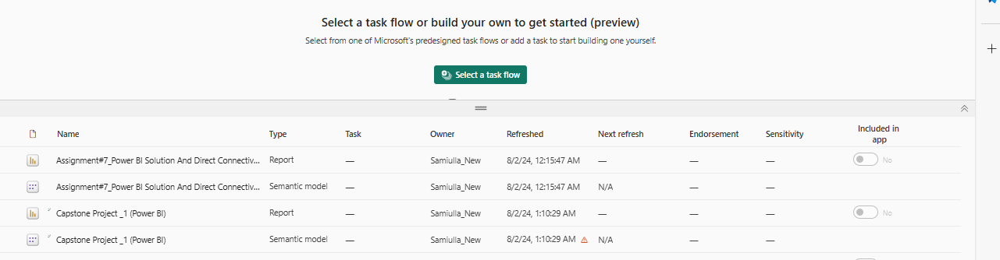 Select a task flow or build your own to get started (preview)
Select from one of Microsoft's predesigned task flows or add a task to start building one yourself.
Select a task flow
Name Type Task Owner Refreshed Next refresh Endorsement Sensitivity Included in app
Assignment#7_Power BI Solution And Direct Connectiv... Report — Samiulla_New 8/2/24, 12:15:47 AM — — — No
Assignment#7_Power BI Solution And Direct Connectiv... Semantic model — Samiulla_New 8/2/24, 12:15:47 AM N/A — —
Capstone Project _1 (Power BI) Report — Samiulla_New 8/2/24, 1:10:29 AM — — — No
Capstone Project _1 (Power BI) Semantic model — Samiulla_New 8/2/24, 1:10:29 AM N/A — —